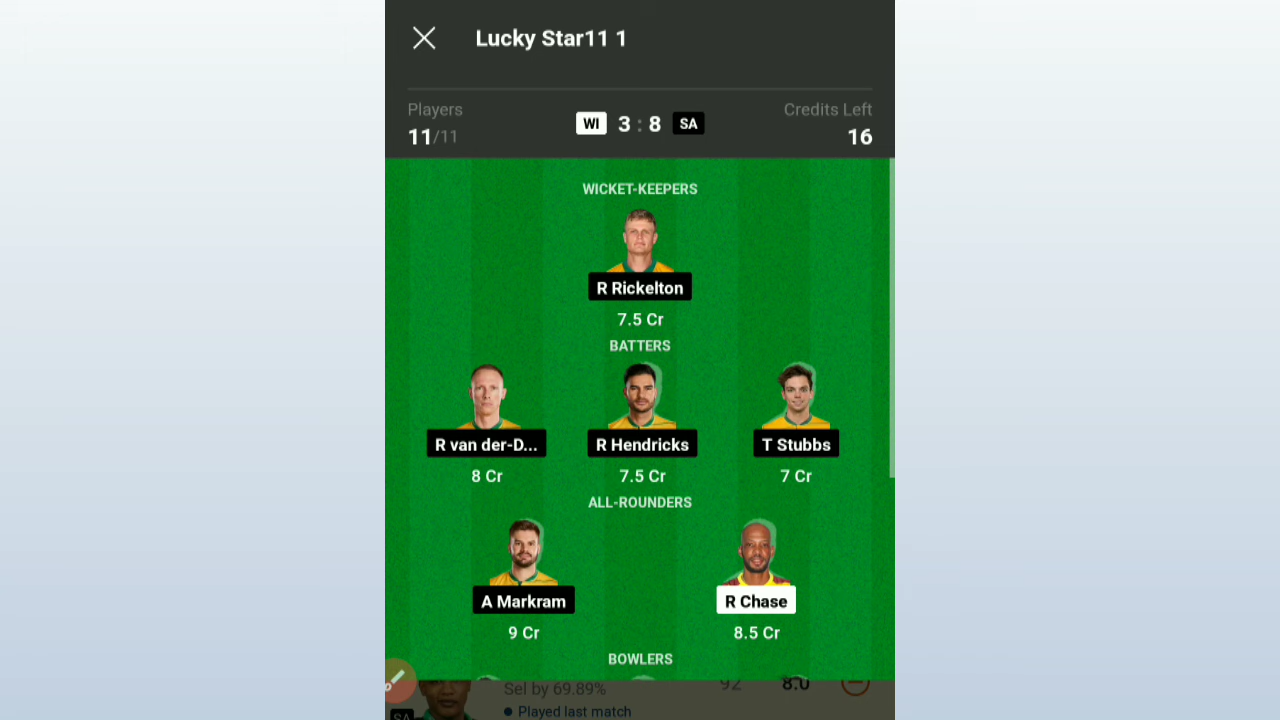 Lucky Star11 1
Players
11/11
WI 3 : 8 SA
Credits Left
16
WICKET-KEEPERS
R Rickelton
7.5 Cr
BATTERS
R van der-D... R Hendricks T Stubbs
8 Cr 7.5 Cr 7 Cr
ALL-ROUNDERS
A Markram R Chase
9 Cr 8.5 Cr
BOWLERS
Sel by 69.89% 92 8.0
SA Played last match